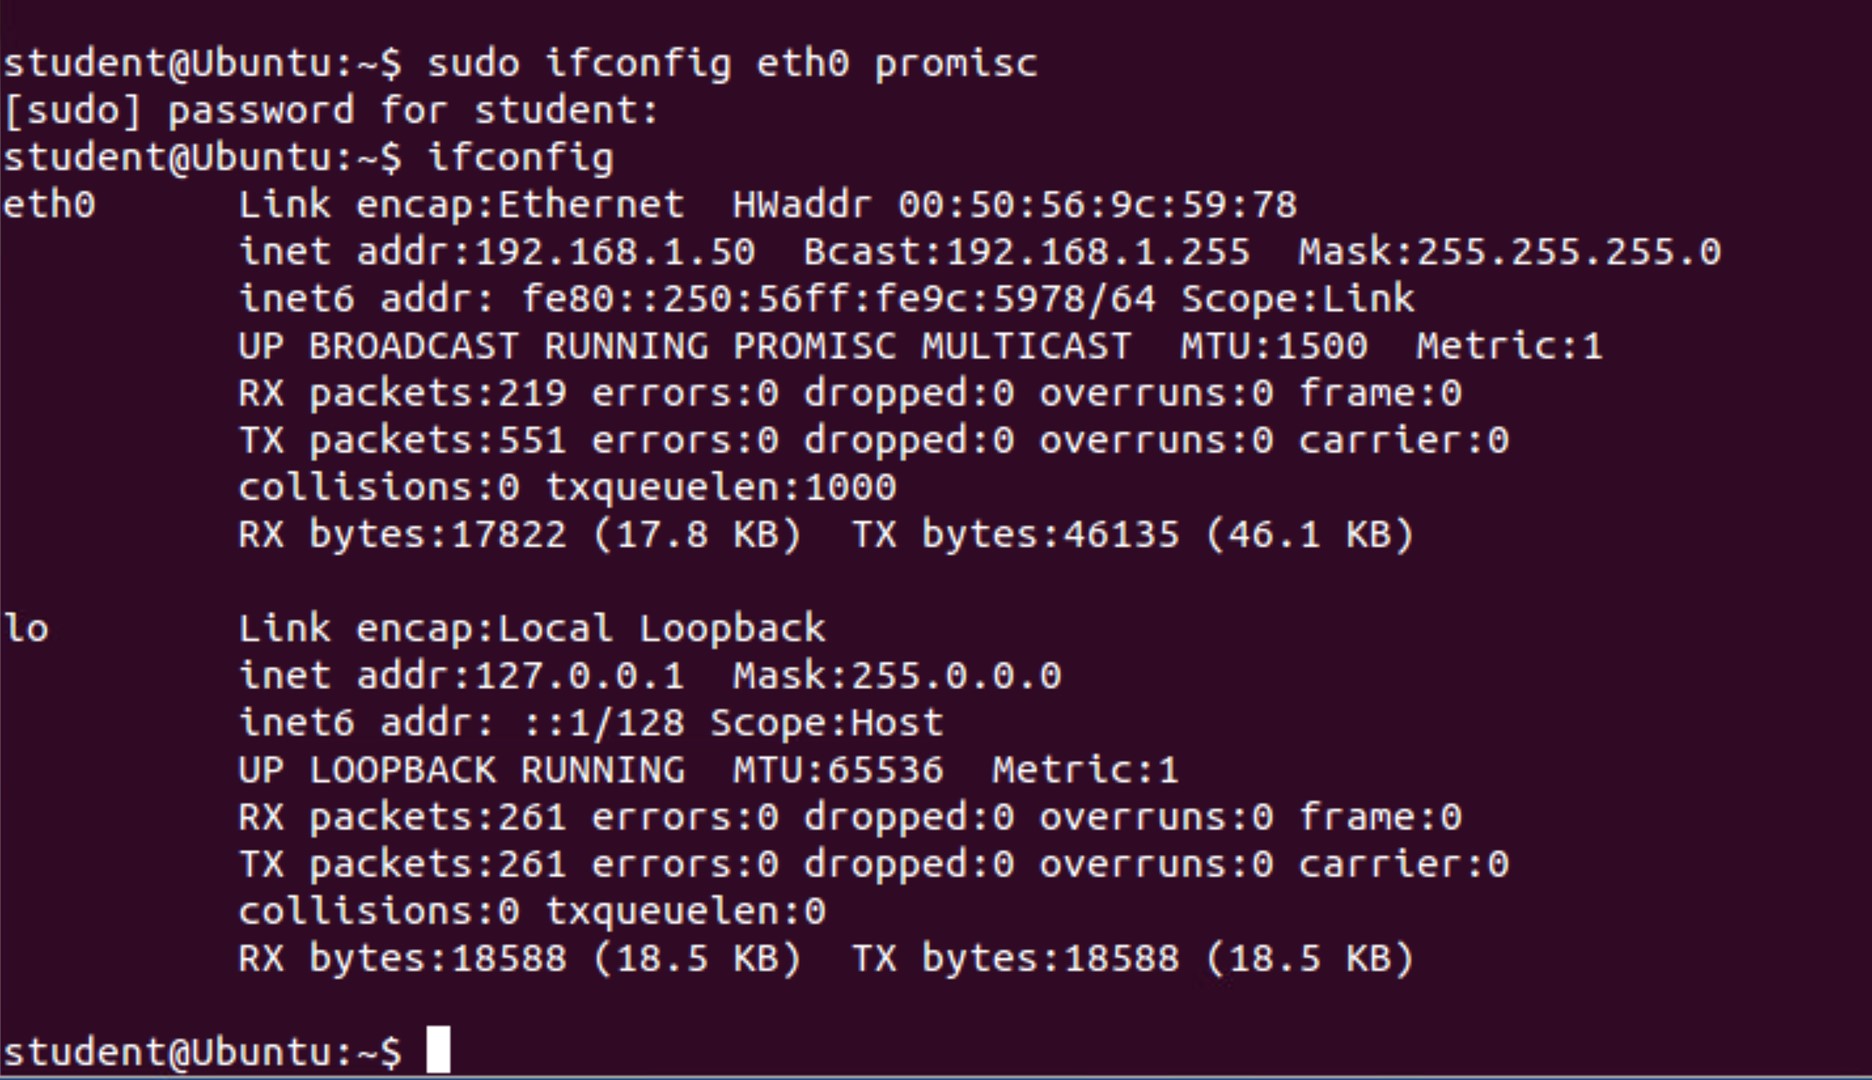 student@Ubuntu:~$ sudo ifconfig eth0 promisc
[sudo] password for student:
student@Ubuntu:~$ ifconfig
eth0      Link encap:Ethernet  HWaddr 00:50:56:9c:59:78
          inet addr:192.168.1.50  Bcast:192.168.1.255  Mask:255.255.255.0
          inet6 addr: fe80::250:56ff:fe9c:5978/64 Scope:Link
          UP BROADCAST RUNNING PROMISC MULTICAST  MTU:1500  Metric:1
          RX packets:219 errors:0 dropped:0 overruns:0 frame:0
          TX packets:551 errors:0 dropped:0 overruns:0 carrier:0
          collisions:0 txqueuelen:1000
          RX bytes:17822 (17.8 KB)  TX bytes:46135 (46.1 KB)

lo        Link encap:Local Loopback
          inet addr:127.0.0.1  Mask:255.0.0.0
          inet6 addr: ::1/128 Scope:Host
          UP LOOPBACK RUNNING  MTU:65536  Metric:1
          RX packets:261 errors:0 dropped:0 overruns:0 frame:0
          TX packets:261 errors:0 dropped:0 overruns:0 carrier:0
          collisions:0 txqueuelen:0
          RX bytes:18588 (18.5 KB)  TX bytes:18588 (18.5 KB)

student@Ubuntu:~$